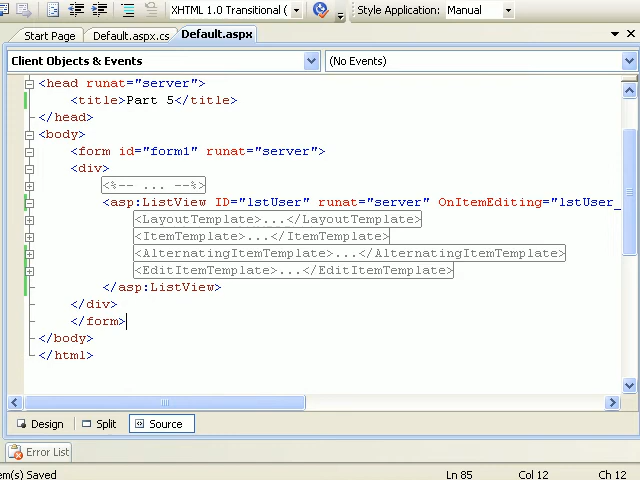 XHTML 1.0 Transitional ( Style Application: Manual
Start Page Default.aspx.cs Default.aspx
Client Objects & Events (No Events)
<head runat="server">
<title>Part 5</title>
</head>
<body>
<form id="form1" runat="server">
<div>
<%-- ... --%>
<asp:ListView ID="lstUser" runat="server" OnItemEditing="lstUser_
<LayoutTemplate>...</LayoutTemplate>
<ItemTemplate>...</ItemTemplate>
<AlternatingItemTemplate>...</AlternatingItemTemplate>
<EditItemTemplate>...</EditItemTemplate>
</asp:ListView>
</div>
</form>
</body>
</html>
Design Split Source
Error List
em(s) Saved Ln 85 Col 12 Ch 12